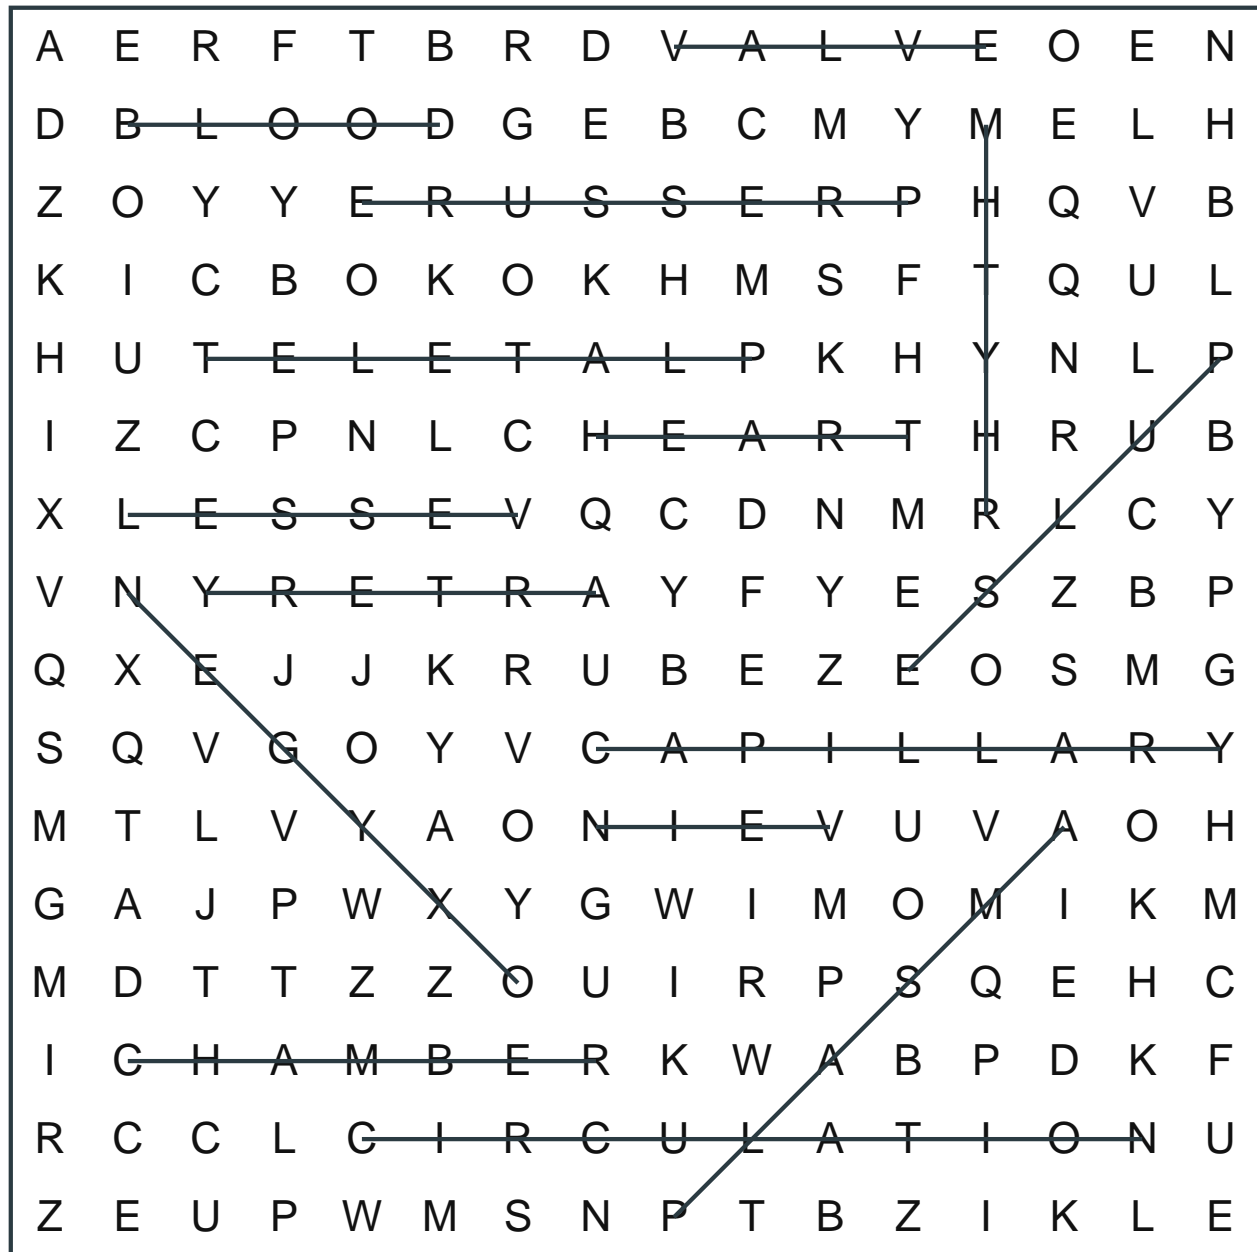 A E R F T B R D V A L V E O E N
D B L O O D G E B C M Y M E L H
Z O Y Y E R U S S E R P H Q V B
K I C B O K O K H M S F T Q U L
H U T E L E T A L P K H Y N L P
I Z C P N L C H E A R T H R U B
X L E S S E V Q C D N M R L C Y
V N Y R E T R A Y F Y E S Z B P
Q X E J J K R U B E Z E O S M G
S Q V G O Y V C A P I L L A R Y
M T L V Y A O N I E V U V A O H
G A J P W X Y G W I M O M I K M
M D T T Z Z O U I R P S Q E H C
I C H A M B E R K W A B P D K F
R C C L C I R C U L A T I O N U
Z E U P W M S N P T B Z I K L E